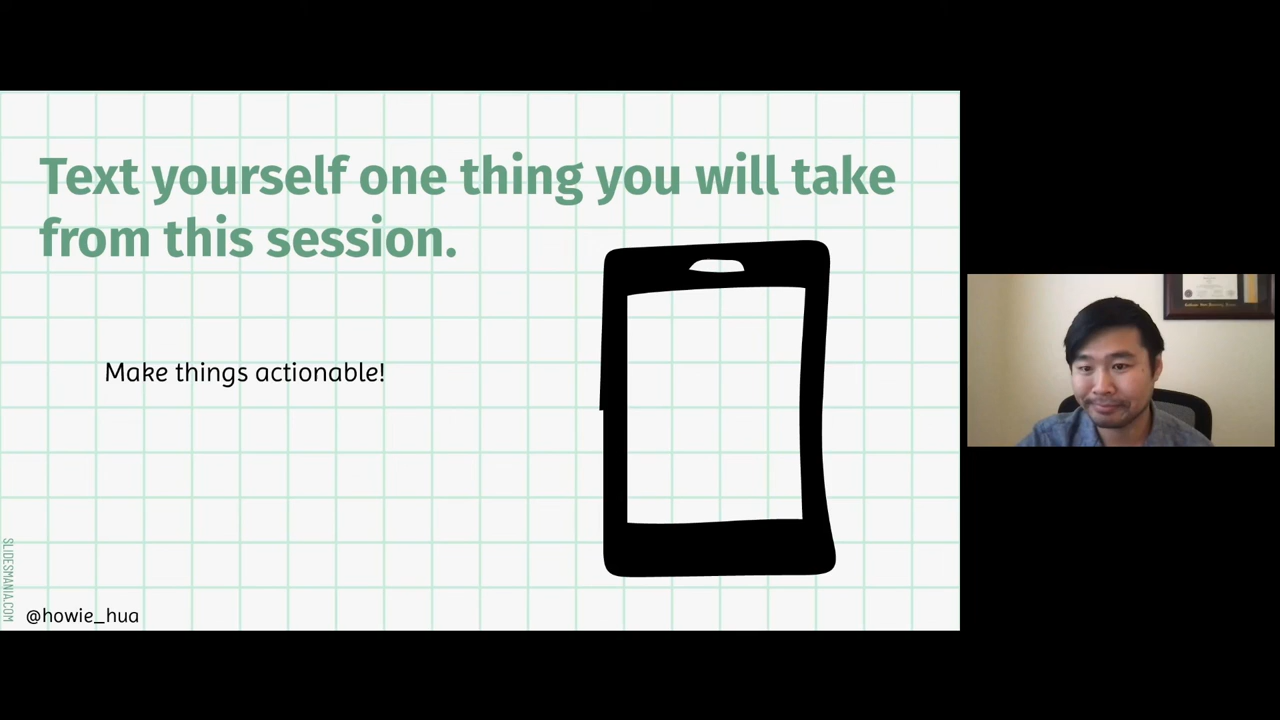 Text yourself one thing you will take
from this session.
Make things actionable!
SLIDESMANIA.COM
@howie_hua